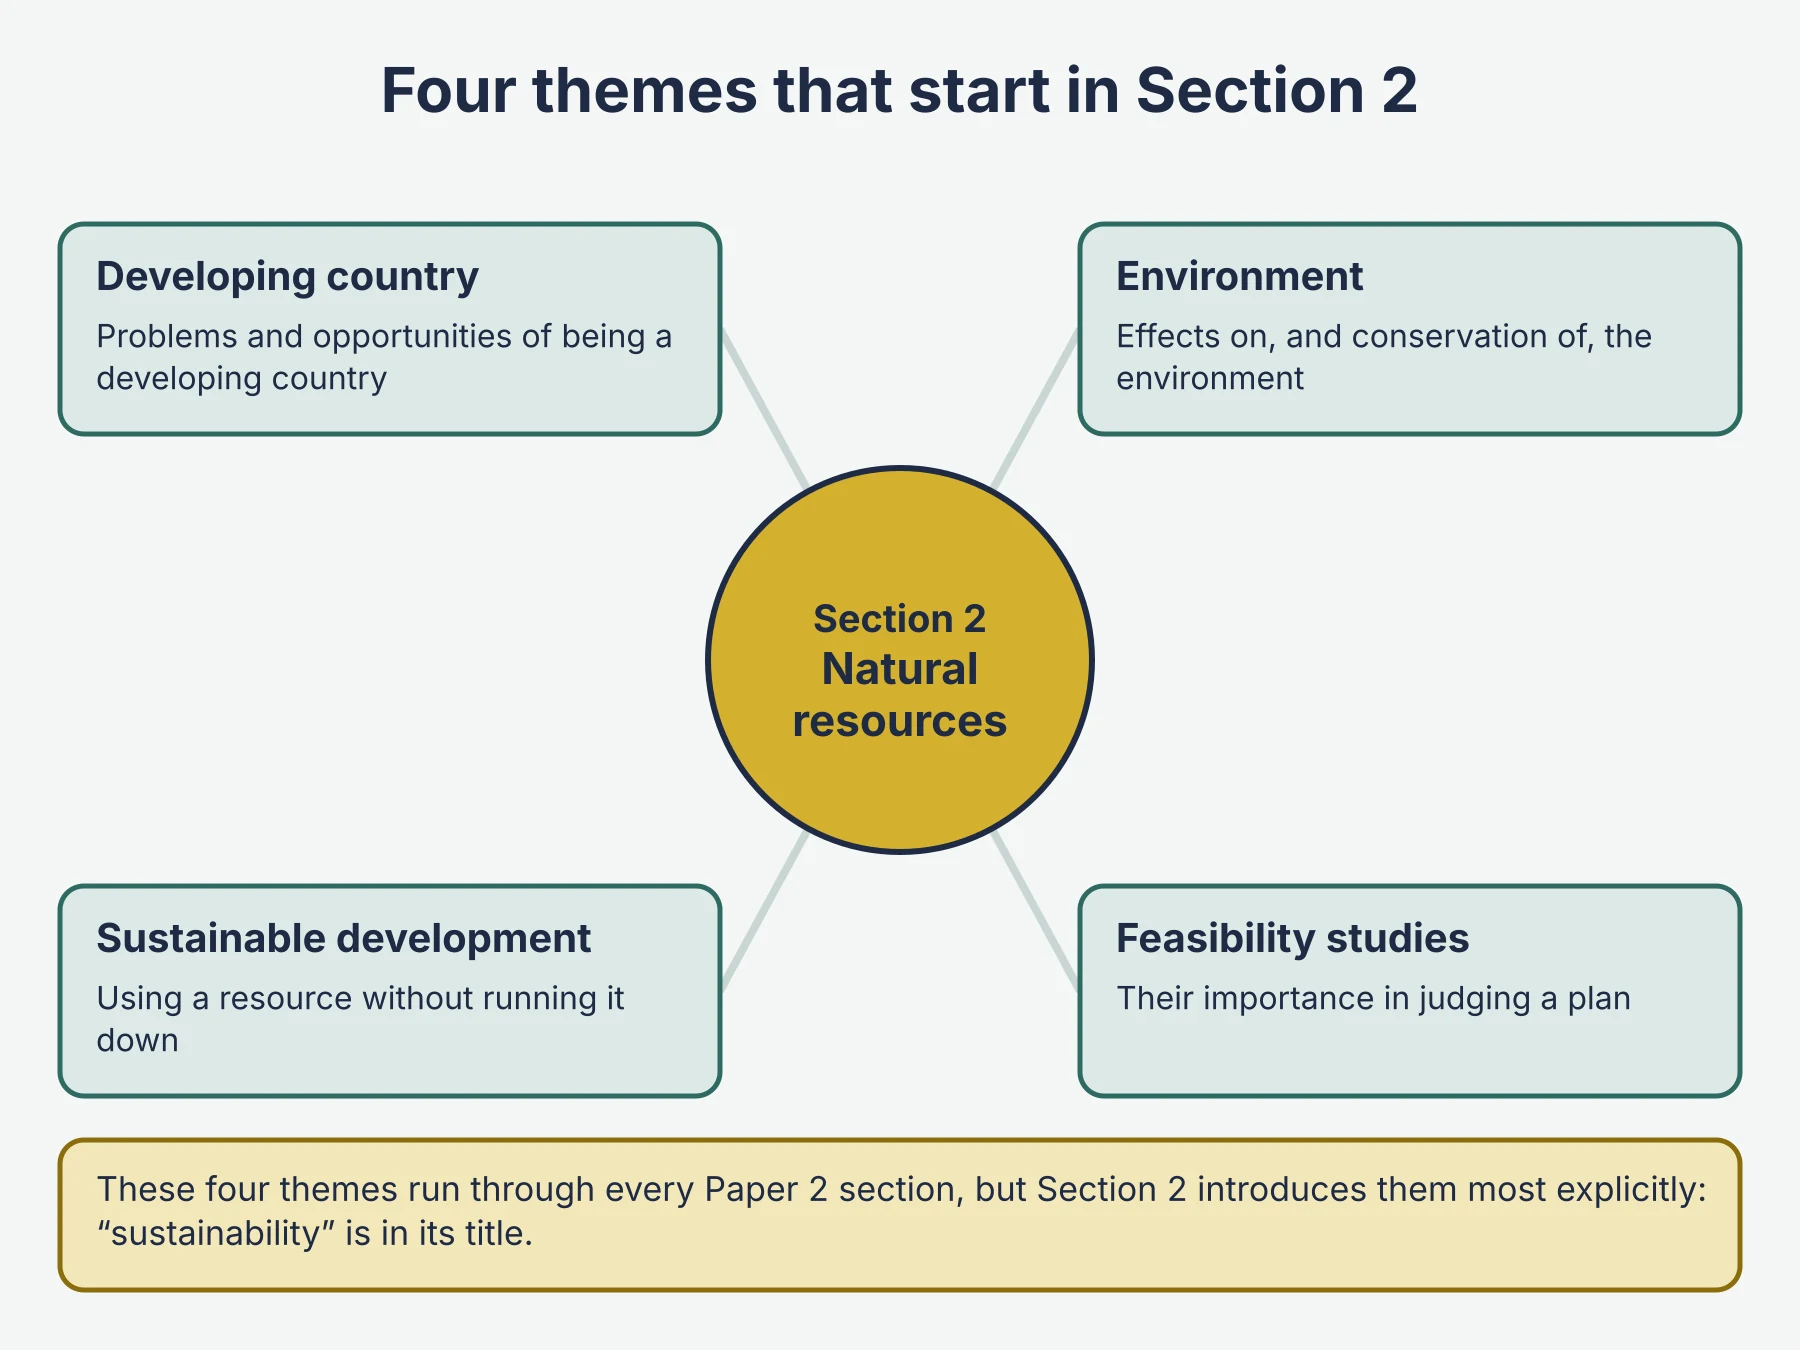 Four themes that start in Section 2
Developing country
Problems and opportunities of being a
developing country
Environment
Effects on, and conservation of, the
environment
Section 2
Natural
resources
Sustainable development
Using a resource without running it
down
Feasibility studies
Their importance in judging a plan
These four themes run through every Paper 2 section, but Section 2 introduces them most explicitly:
“sustainability” is in its title.